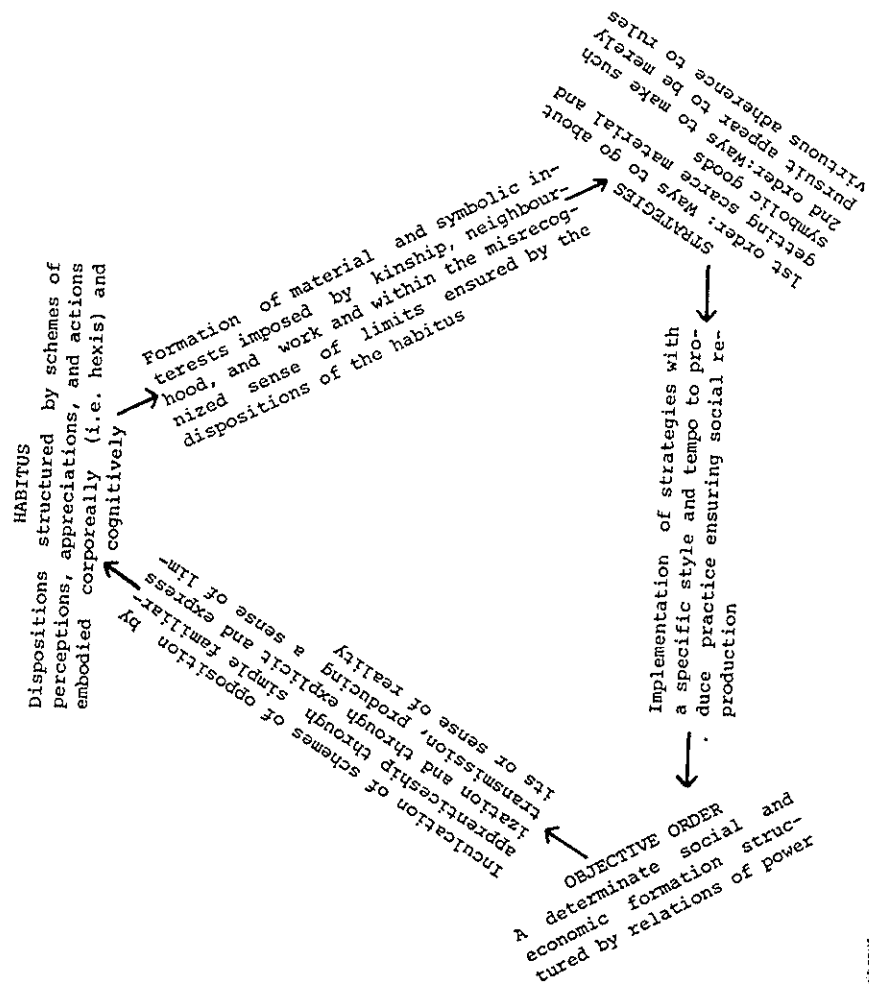 HABITUS
Dispositions structured by schemes of
perceptions, appreciations, and actions
embodied corporeally (i.e. hexis) and
cognitively
Formation of material and symbolic in-
terests imposed by kinship, neighbour-
hood, and work and within the misrecog-
nized sense of limits ensured by the
dispositions of the habitus
STRATEGIES
1st order: ways to go about
getting scarce material and
symbolic goods
2nd order:ways to make such
pursuit appear to be merely
virtuous adherence to rules
Implementation of strategies with
a specific style and tempo to pro-
duce practice ensuring social re-
production
OBJECTIVE ORDER
A determinate social and
economic formation struc-
tured by relations of power
Inculcation of schemes of opposition by
apprenticeship through simple familiar-
ization and through explicit and express
transmission, producing a sense of lim-
its or sense of reality